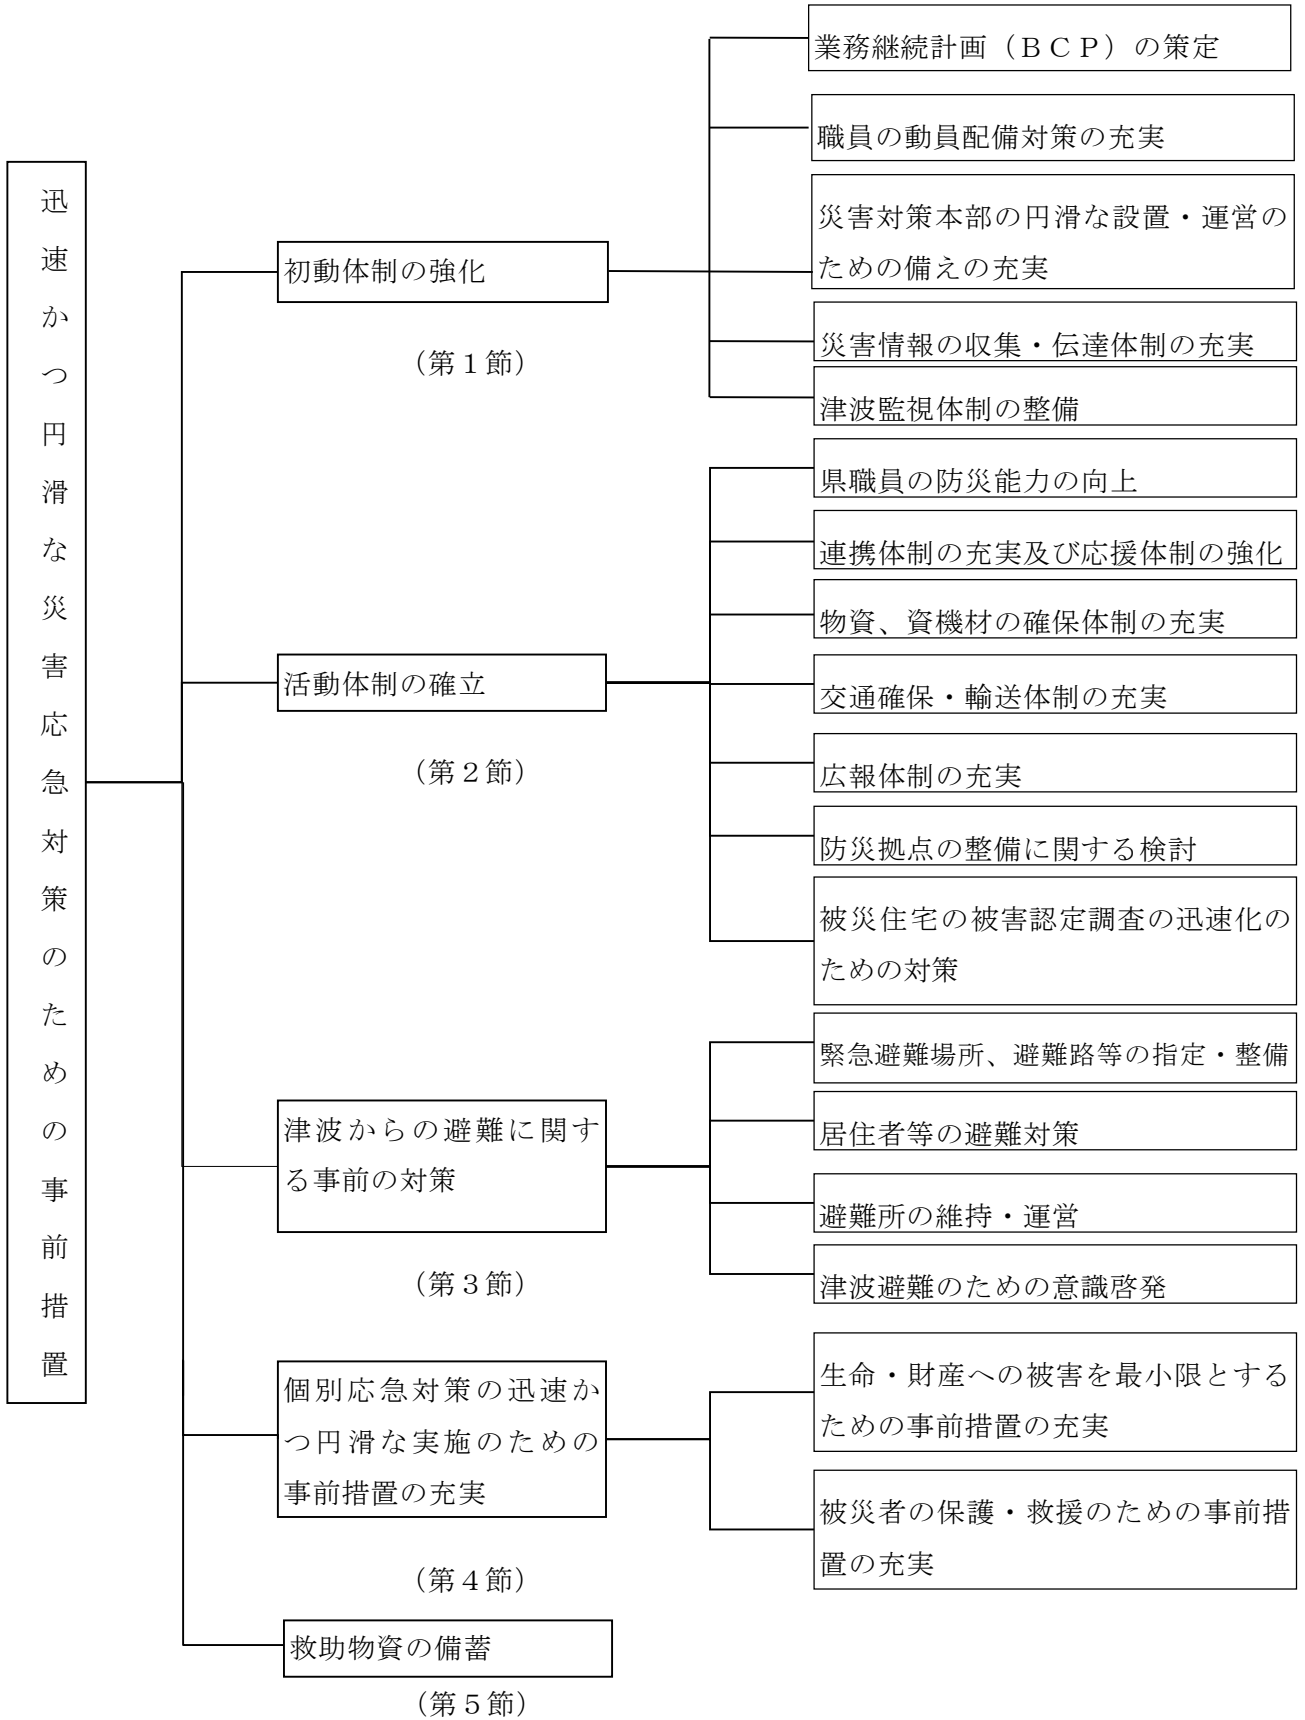 迅速かつ円滑な災害応急対策のための事前措置
初動体制の強化
（第１節）
業務継続計画（ＢＣＰ）の策定
職員の動員配備対策の充実
災害対策本部の円滑な設置・運営の
ための備えの充実
災害情報の収集・伝達体制の充実
津波監視体制の整備
活動体制の確立
（第２節）
県職員の防災能力の向上
連携体制の充実及び応援体制の強化
物資、資機材の確保体制の充実
交通確保・輸送体制の充実
広報体制の充実
防災拠点の整備に関する検討
被災住宅の被害認定調査の迅速化の
ための対策
津波からの避難に関す
る事前の対策
（第３節）
緊急避難場所、避難路等の指定・整備
居住者等の避難対策
避難所の維持・運営
津波避難のための意識啓発
個別応急対策の迅速か
つ円滑な実施のための
事前措置の充実
（第４節）
生命・財産への被害を最小限とする
ための事前措置の充実
被災者の保護・救援のための事前措
置の充実
救助物資の備蓄
（第５節）